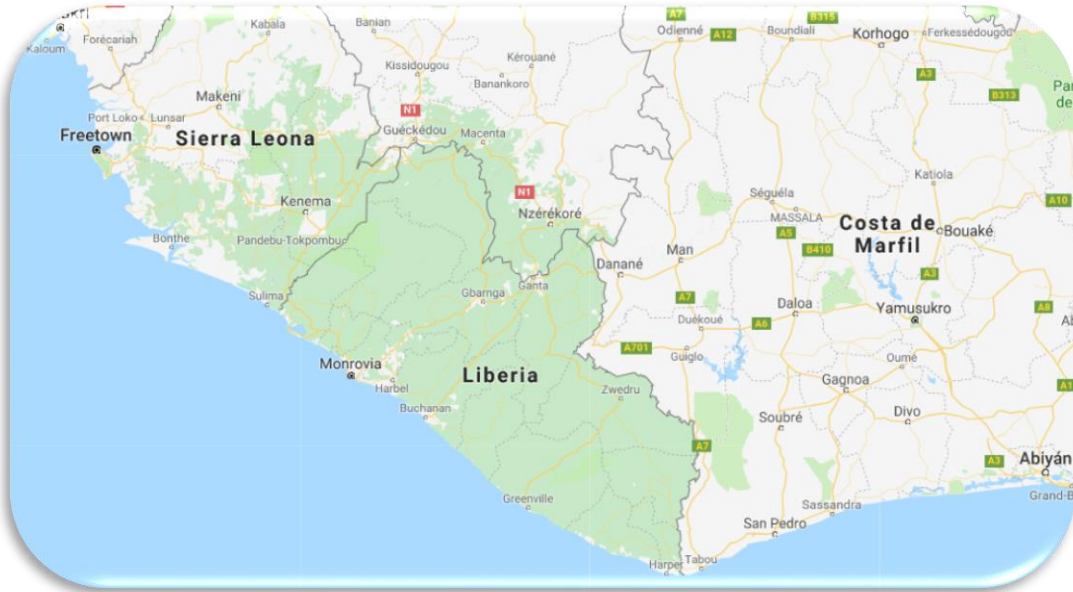 A7
B315
Kaloum
Forécariah
Kabala
Banian
Odienné
A12
Boundiali
Korhogo
Ferkessédougou
Kissidougou
Kérouané
Banankoro
A3
B313
Makeni
N1
Port Loko
Lunsar
Guéckédou
Macenta
Freetown
Sierra Leona
Katiola
Kenema
N1
Séguéla
MASSALA
A10
Nzérékoré
Costa de
Marfil
Bouaké
A5
Bonthe
Pandebu-Tokpombu
Man
B410
Danané
A3
Sulima
Gbarnga
Ganta
A7
Daloa
Yamusukro
A8
Duékoué
A6
A701
Guiglo
Oumé
Monrovia
Liberia
Harbel
Zwedru
Gagnoa
Buchanan
Soubré
Divo
A7
A3
Abiyán
Greenville
Sassandra
San Pedro
Harper
Tabou